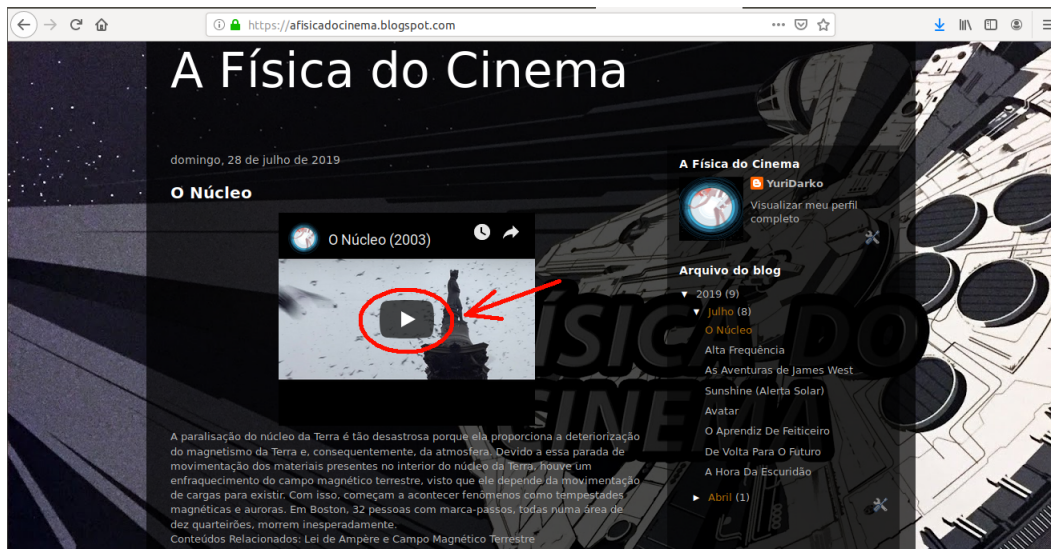 https://afisicadocinema.blogspot.com
A Física do Cinema
domingo, 28 de julho de 2019
O Núcleo
O Núcleo (2003)
A paralisação do núcleo da Terra é tão desastrosa porque ela proporciona a deteriorização
do magnetismo da Terra e, consequentemente, da atmosfera. Devido a essa parada de
movimentação dos materiais presentes no interior do núcleo da Terra, houve um
enfraquecimento do campo magnético terrestre, visto que ele depende da movimentação
de cargas para existir. Com isso, começam a acontecer fenômenos como tempestades
magnéticas e auroras. Em Boston, 32 pessoas com marca-passos, todas numa área de
dez quarteirões, morrem inesperadamente.
Conteúdos Relacionados: Lei de Ampère e Campo Magnético Terrestre
A Física do Cinema
YuriDarko
Visualizar meu perfil
completo
Arquivo do blog
▼ 2019 (9)
▼ Julho (8)
O Núcleo
Alta Frequência
As Aventuras de James West
Sunshine (Alerta Solar)
Avatar
O Aprendiz De Feiticeiro
De Volta Para O Futuro
A Hora Da Escuridão
► Abril (1)
FÍSICA DO
CINEMA